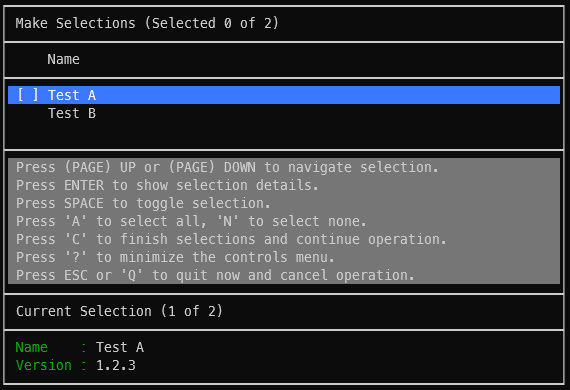 Make Selections (Selected 0 of 2)
Name
[ ] Test A
Test B
Press (PAGE) UP or (PAGE) DOWN to navigate selection.
Press ENTER to show selection details.
Press SPACE to toggle selection.
Press 'A' to select all, 'N' to select none.
Press 'C' to finish selections and continue operation.
Press '?' to minimize the controls menu.
Press ESC or 'Q' to quit now and cancel operation.
Current Selection (1 of 2)
Name    : Test A
Version : 1.2.3